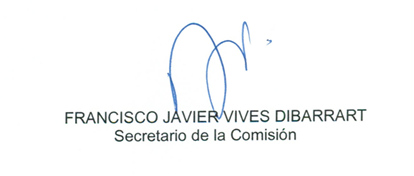 FRANCISCO JAVIER VIVES DIBARRART
Secretario de la Comisión